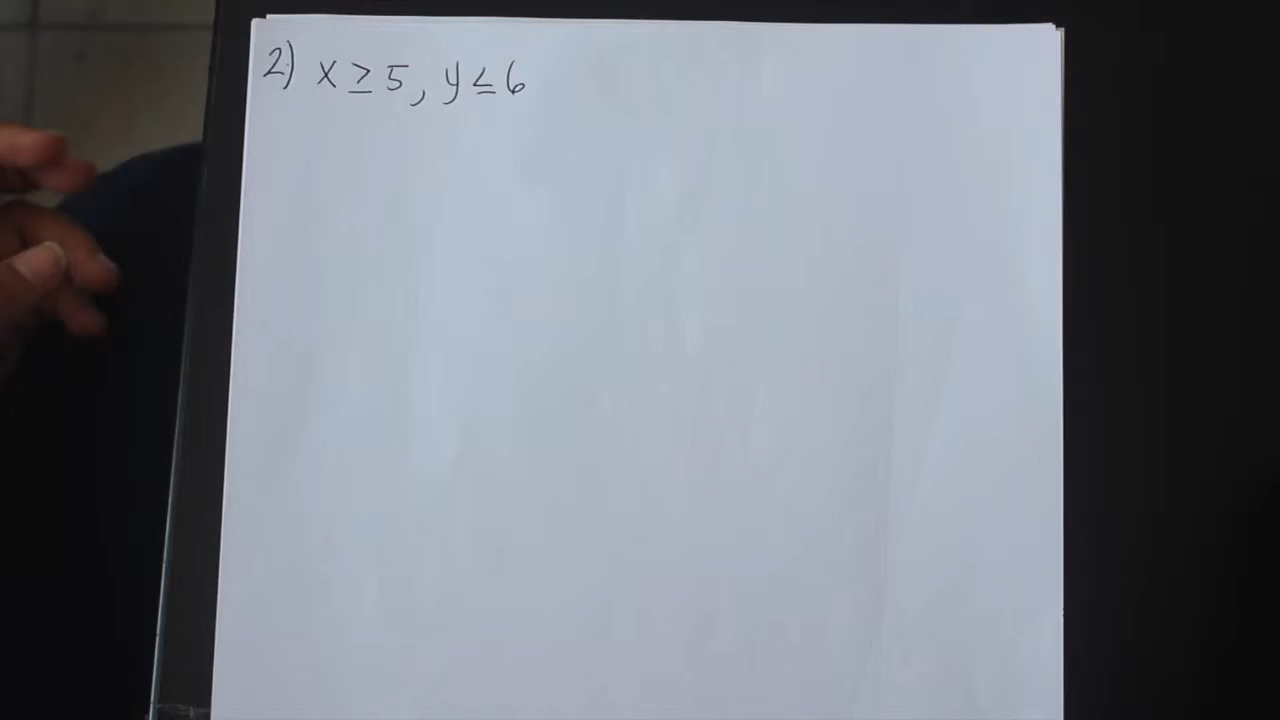 2) x ≥ 5, y ≤ 6